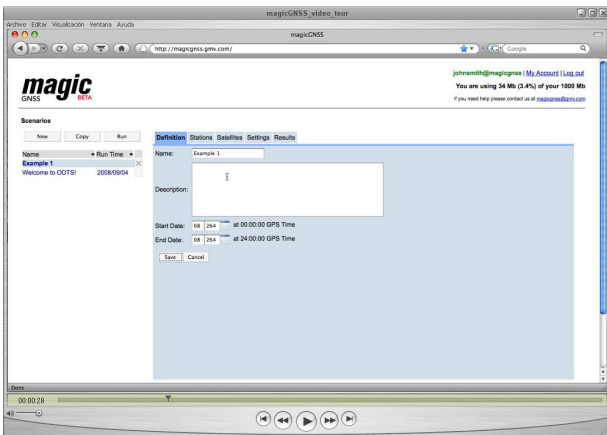 magicGNSS_video_tour
Archivo Editar Visualización Ventana Ayuda
magicGNSS
http://magicgnss.gmv.com/
Google
johnsmith@magicgnss | My Account | Log out
magic
GNSS BETA
You are using 34 Mb (3.4%) of your 1000 Mb
If you need help please contact us at magicgnss@gmv.com
Scenarios
New Copy Run
Definition Stations Satellites Settings Results
Name Run Time
Name: Example 1
Example 1
Welcome to ODTS! 2008/09/04
Description:
Start Date: 08 264 at 00:00:00 GPS Time
End Date: 08 264 at 24:00:00 GPS Time
Save Cancel
Done
00:00:28